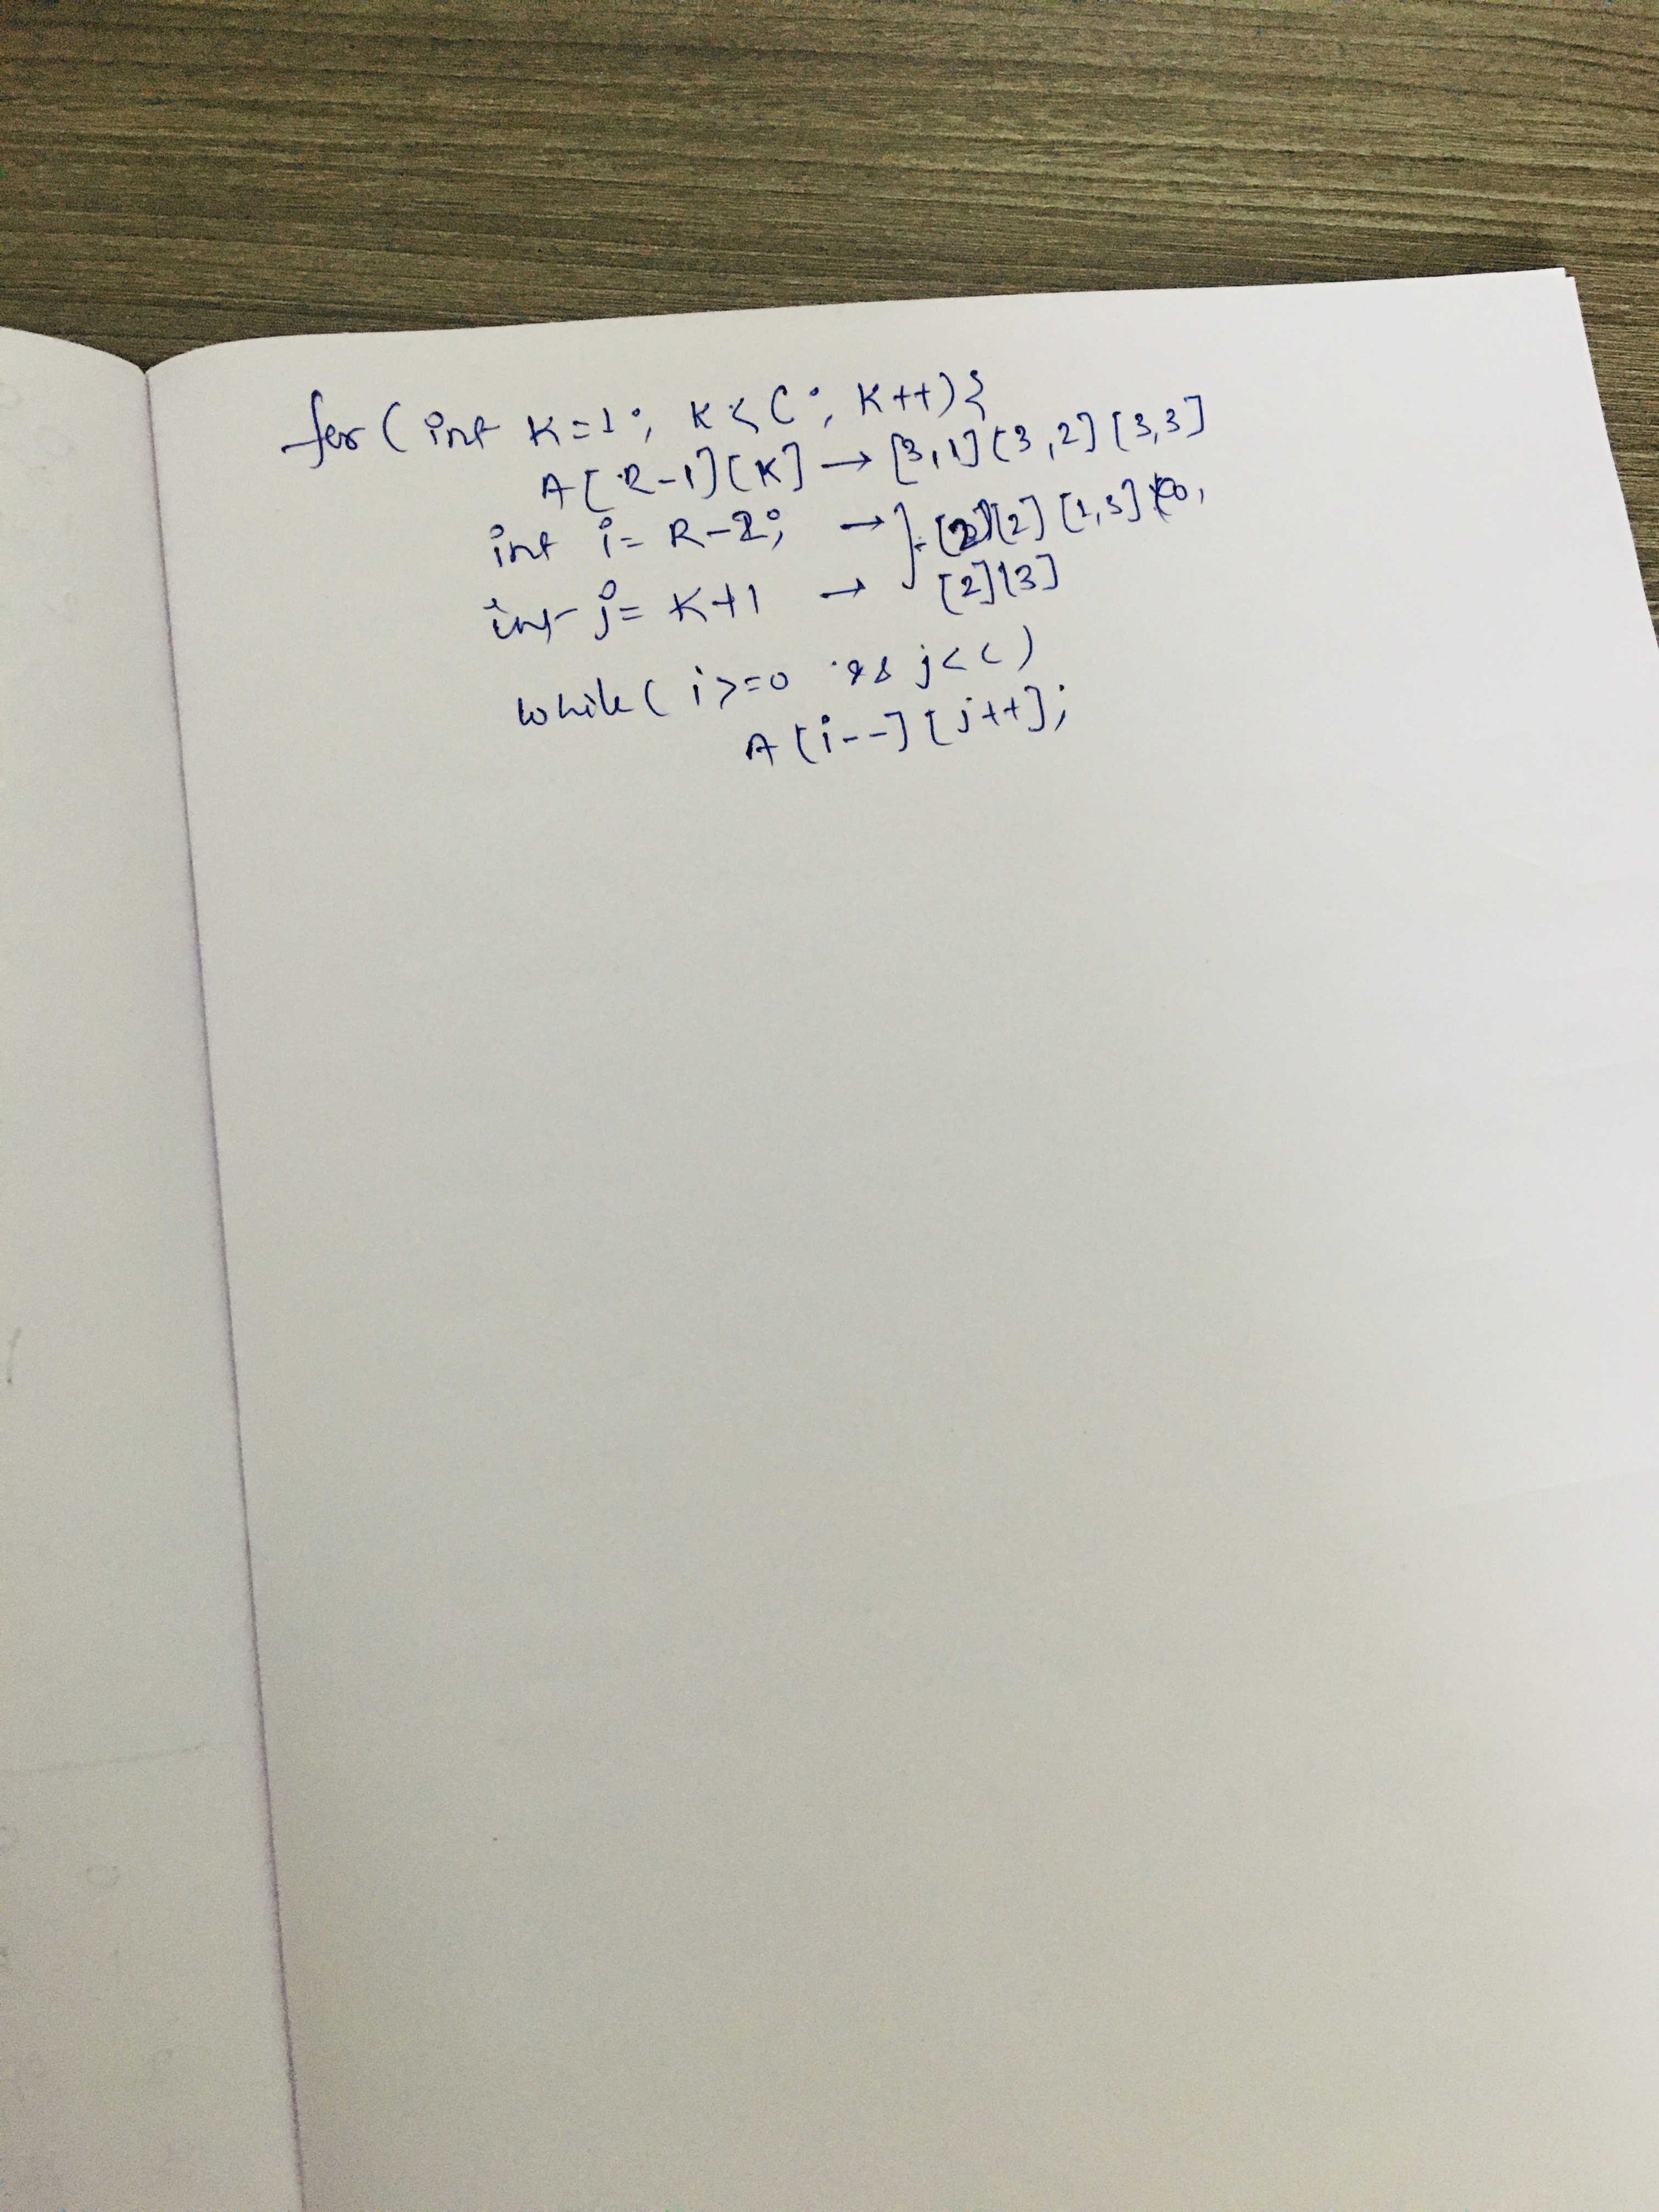 for ( int K=1; K<C; K++){
A[R-1][K] → [3,1] [3,2] [3,3]
int i= R-2; → } [2][2] [1,3]
int j= K+1 → [2][3]
while( i>=0 && j<C)
A[i--][j++];